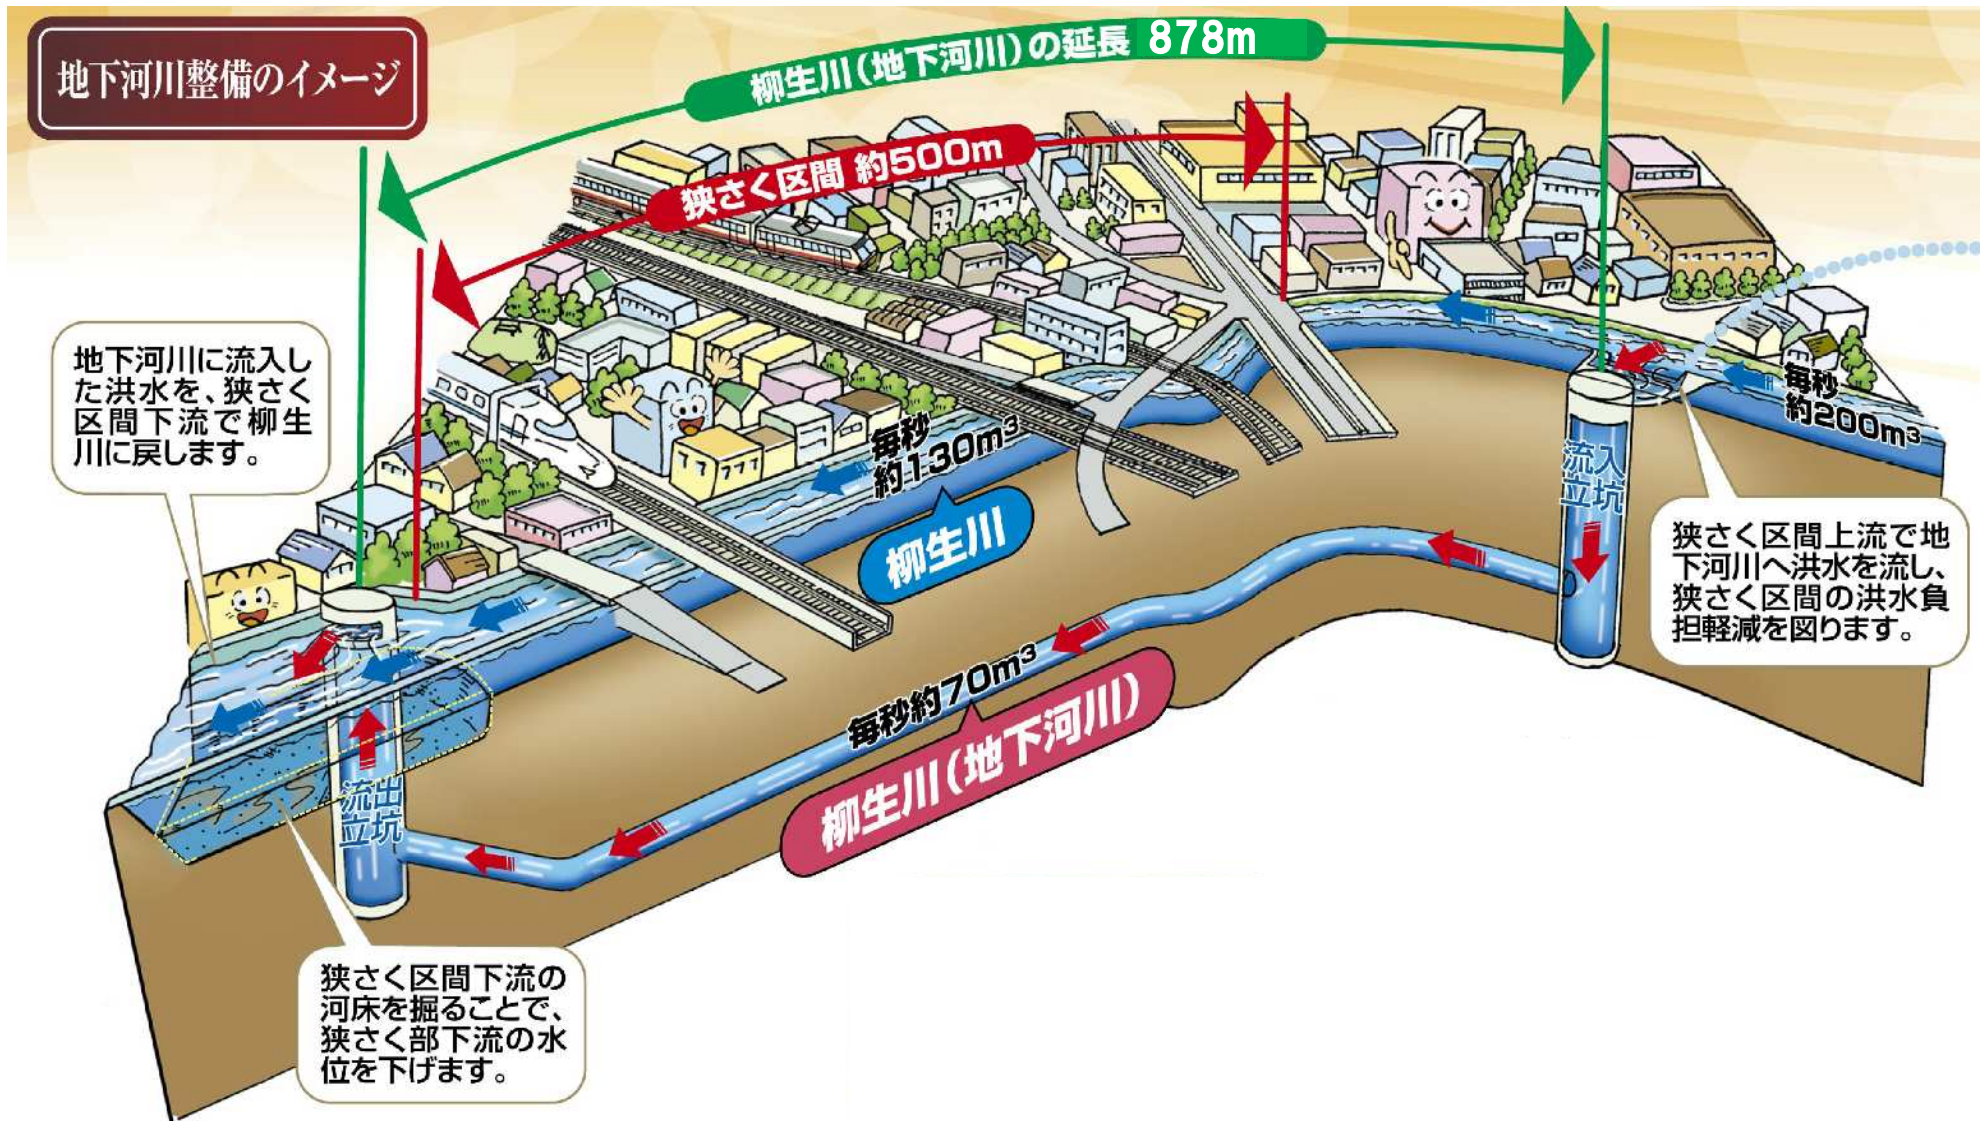 地下河川整備のイメージ
柳生川(地下河川)の延長 878m
狭さく区間 約500m
地下河川に流入し
た洪水を、狭さく
区間下流で柳生
川に戻します。
毎秒
約130m³
柳生川
毎秒
約200m³
流入
立坑
狭さく区間上流で地
下河川へ洪水を流し、
狭さく区間の洪水負
担軽減を図ります。
毎秒約70m³
柳生川(地下河川)
流出
立坑
狭さく区間下流の
河床を掘ることで、
狭さく部下流の水
位を下げます。